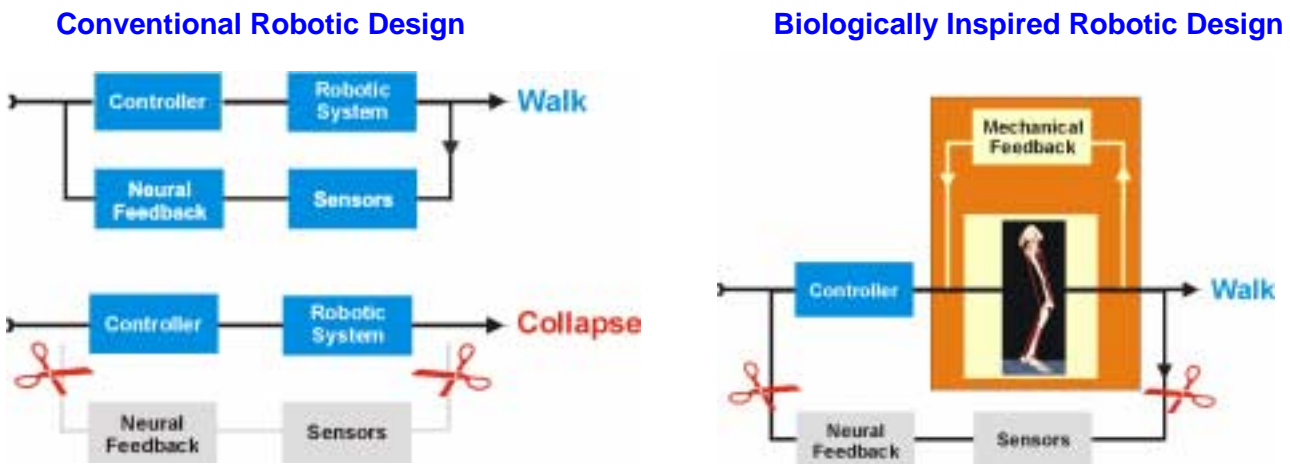 Conventional Robotic Design
Controller
Robotic
System
Walk
Neural
Feedback
Sensors
Controller
Robotic
System
Collapse
Neural
Feedback
Sensors
Biologically Inspired Robotic Design
Mechanical
Feedback
Controller
Walk
Neural
Feedback
Sensors